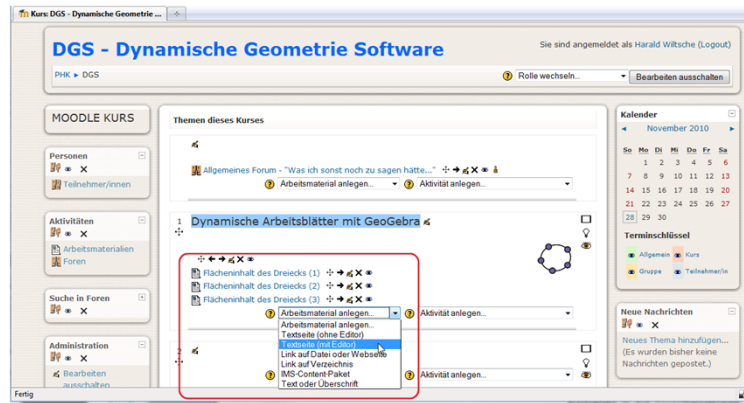 Kurs: DGS - Dynamische Geometrie ...
DGS - Dynamische Geometrie Software
Sie sind angemeldet als Harald Wiltsche (Logout)
PHK ► DGS
Rolle wechseln...
Bearbeiten ausschalten
MOODLE KURS
Personen
Teilnehmer/innen
Aktivitäten
Arbeitsmaterialien
Foren
Suche in Foren
Administration
Bearbeiten
ausschalten
Themen dieses Kurses
Allgemeines Forum - "Was ich sonst noch zu sagen hätte..."
Arbeitsmaterial anlegen...
Aktivität anlegen...
1 Dynamische Arbeitsblätter mit GeoGebra
Flächeninhalt des Dreiecks (1)
Flächeninhalt des Dreiecks (2)
Flächeninhalt des Dreiecks (3)
Arbeitsmaterial anlegen...
Aktivität anlegen...
Arbeitsmaterial anlegen...
Textseite (ohne Editor)
Textseite (mit Editor)
Link auf Datei oder Webseite
Link auf Verzeichnis
IMS-Content-Paket
Text oder Überschrift
2
Aktivität anlegen...
Kalender
◄ November 2010 ►
So Mo Di Mi Do Fr Sa
1 2 3 4 5 6
7 8 9 10 11 12 13
14 15 16 17 18 19 20
21 22 23 24 25 26 27
28 29 30
Terminschlüssel
Allgemein Kurs
Gruppe Teilnehmer/in
Neue Nachrichten
Neues Thema hinzufügen...
(Es wurden bisher keine
Nachrichten gepostet.)
Fertig